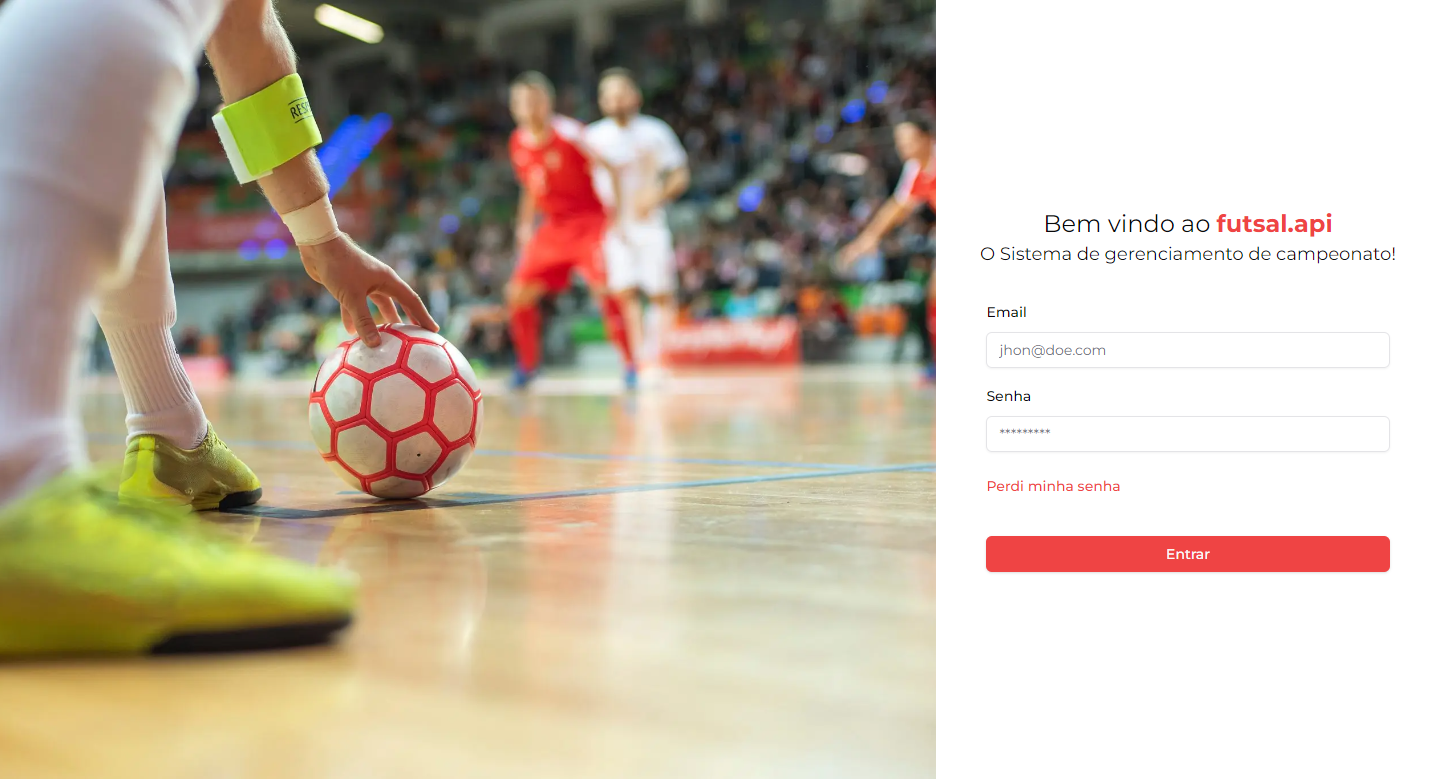 RES
Bem vindo ao futsal.api
O Sistema de gerenciamento de campeonato!
Email
jhon@doe.com
Senha
*********
Perdi minha senha
Entrar